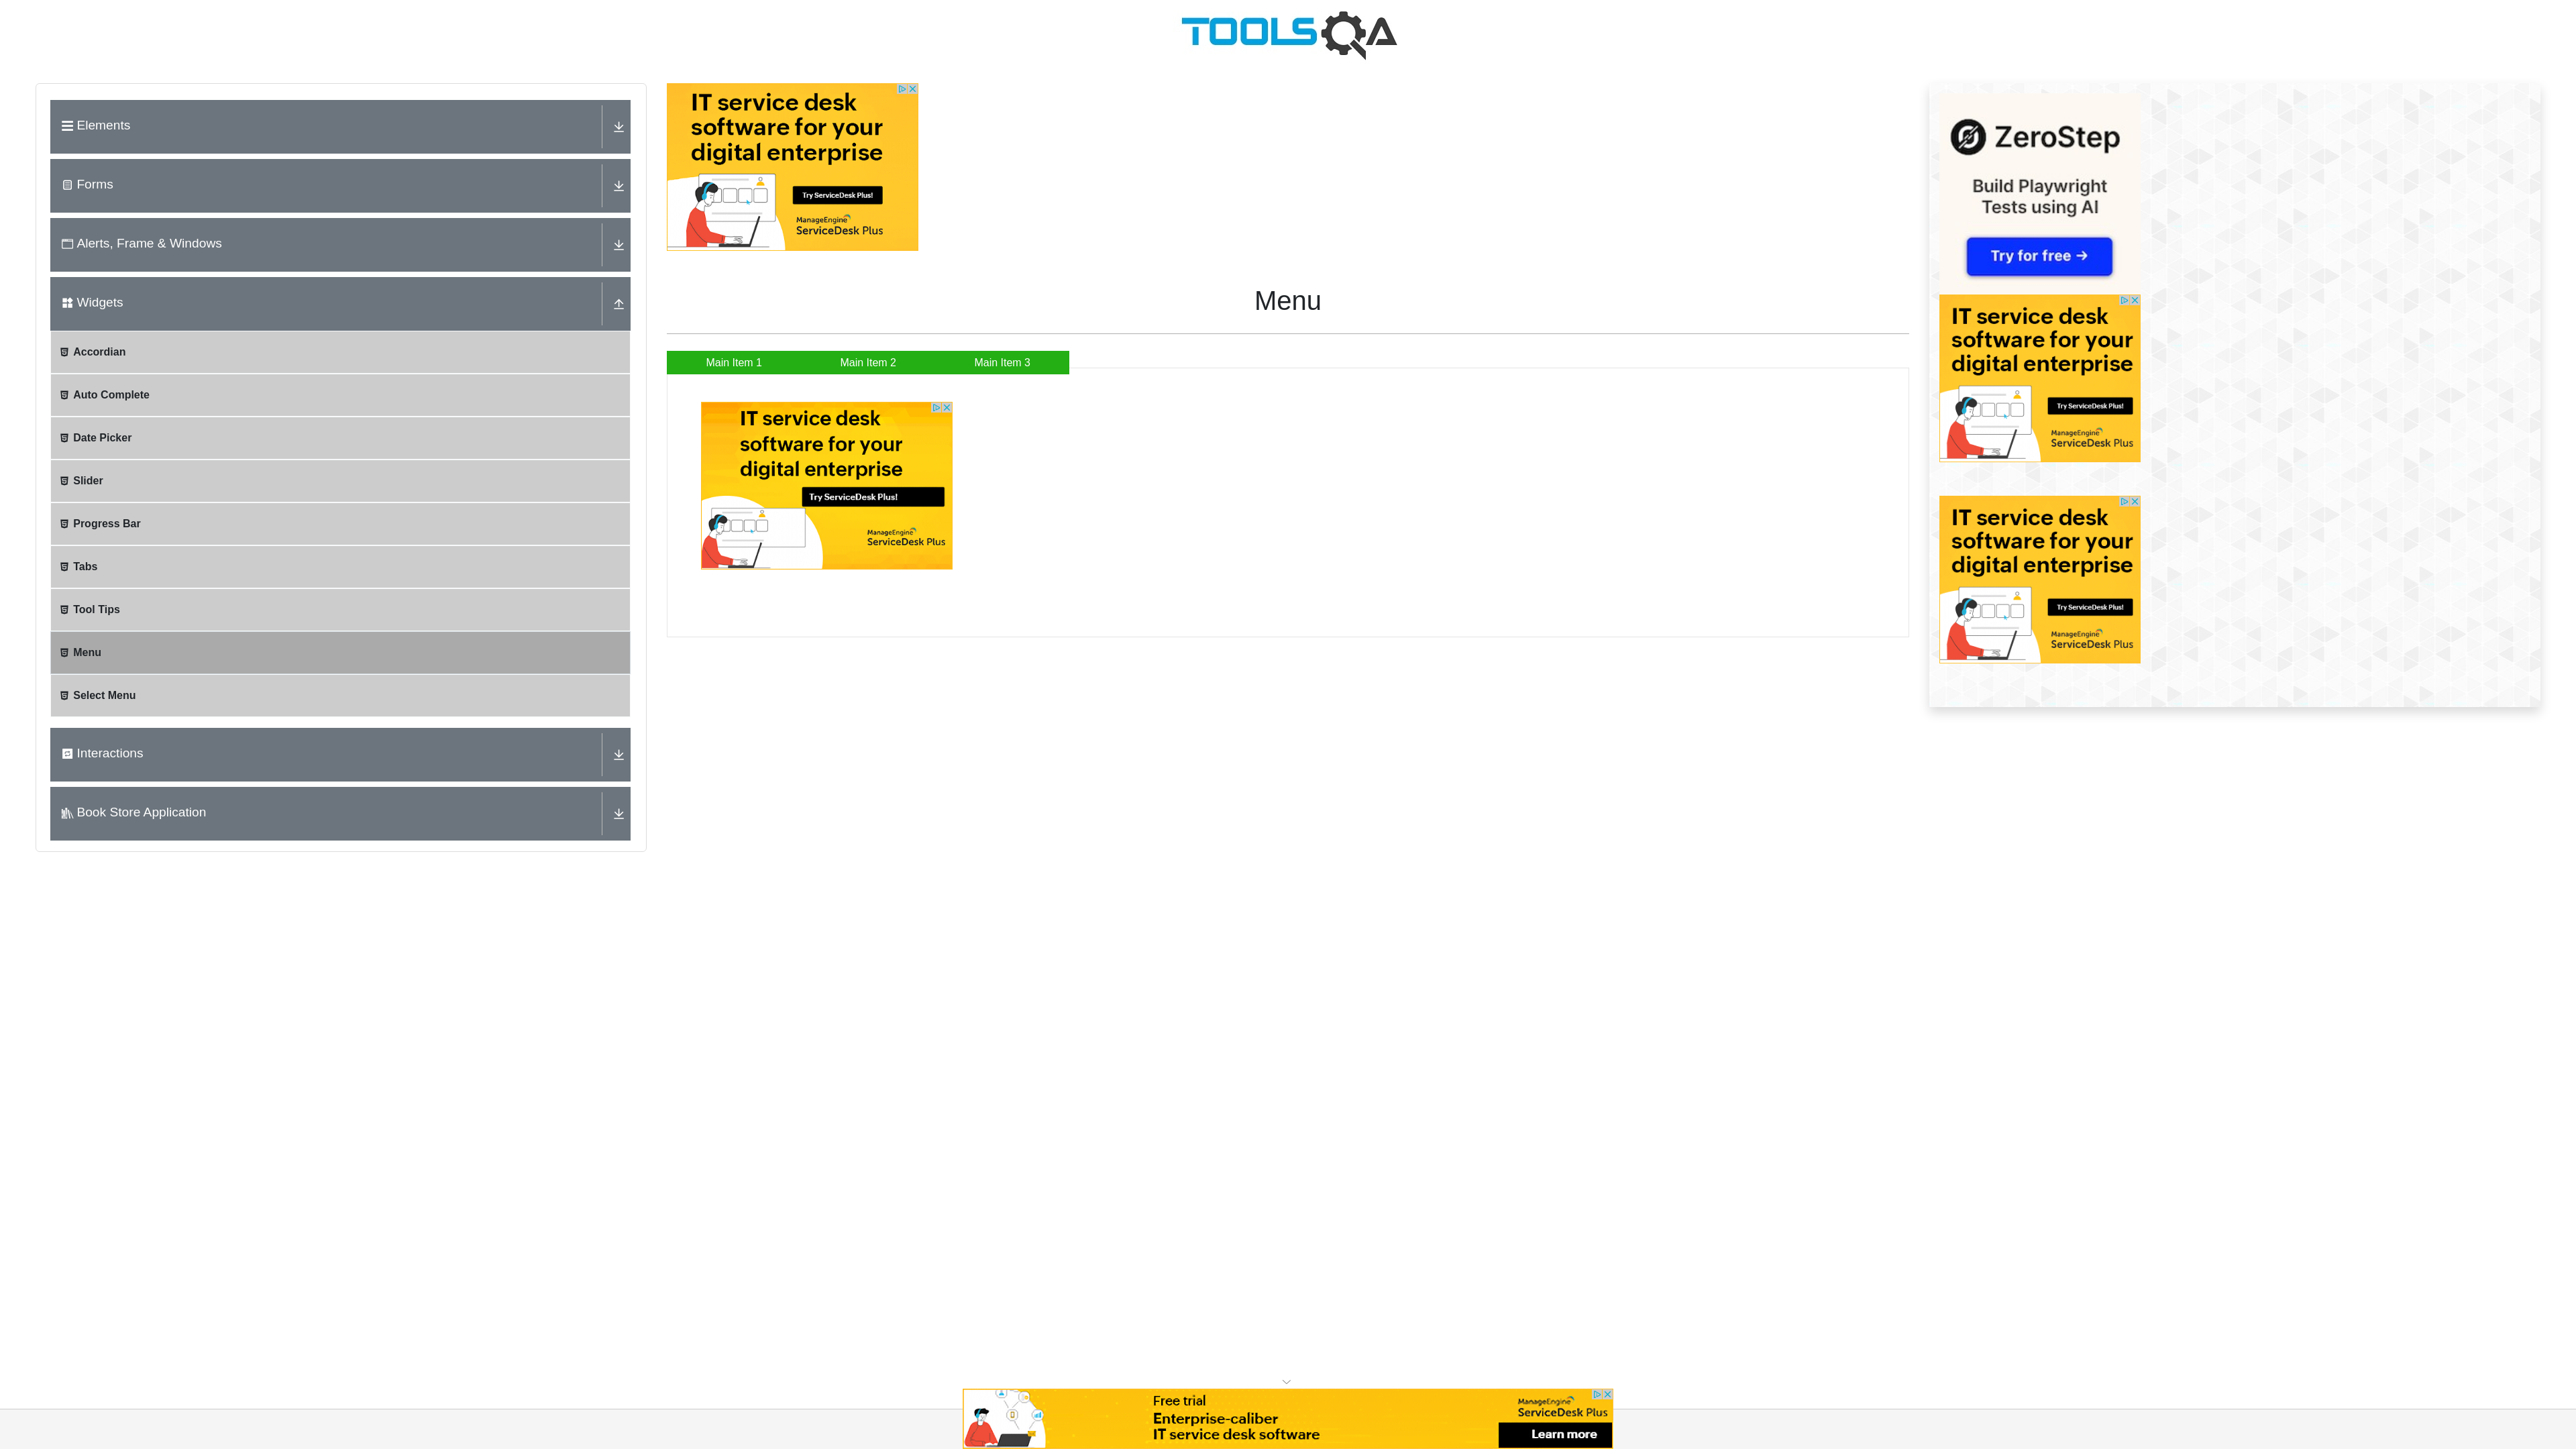 TOOLSQA
Elements
Forms
Alerts, Frame & Windows
Widgets
Accordian
Auto Complete
Date Picker
Slider
Progress Bar
Tabs
Tool Tips
Menu
Select Menu
Interactions
Book Store Application
IT service desk
software for your
digital enterprise
Try ServiceDesk Plus!
ManageEngine
ServiceDesk Plus
Menu
Main Item 1
Main Item 2
Main Item 3
IT service desk
software for your
digital enterprise
Try ServiceDesk Plus!
ManageEngine
ServiceDesk Plus
ZeroStep
Build Playwright
Tests using AI
Try for free →
IT service desk
software for your
digital enterprise
Try ServiceDesk Plus!
ManageEngine
ServiceDesk Plus
IT service desk
software for your
digital enterprise
Try ServiceDesk Plus!
ManageEngine
ServiceDesk Plus
Free trial
Enterprise-caliber
IT service desk software
ManageEngine
ServiceDesk Plus
Learn more